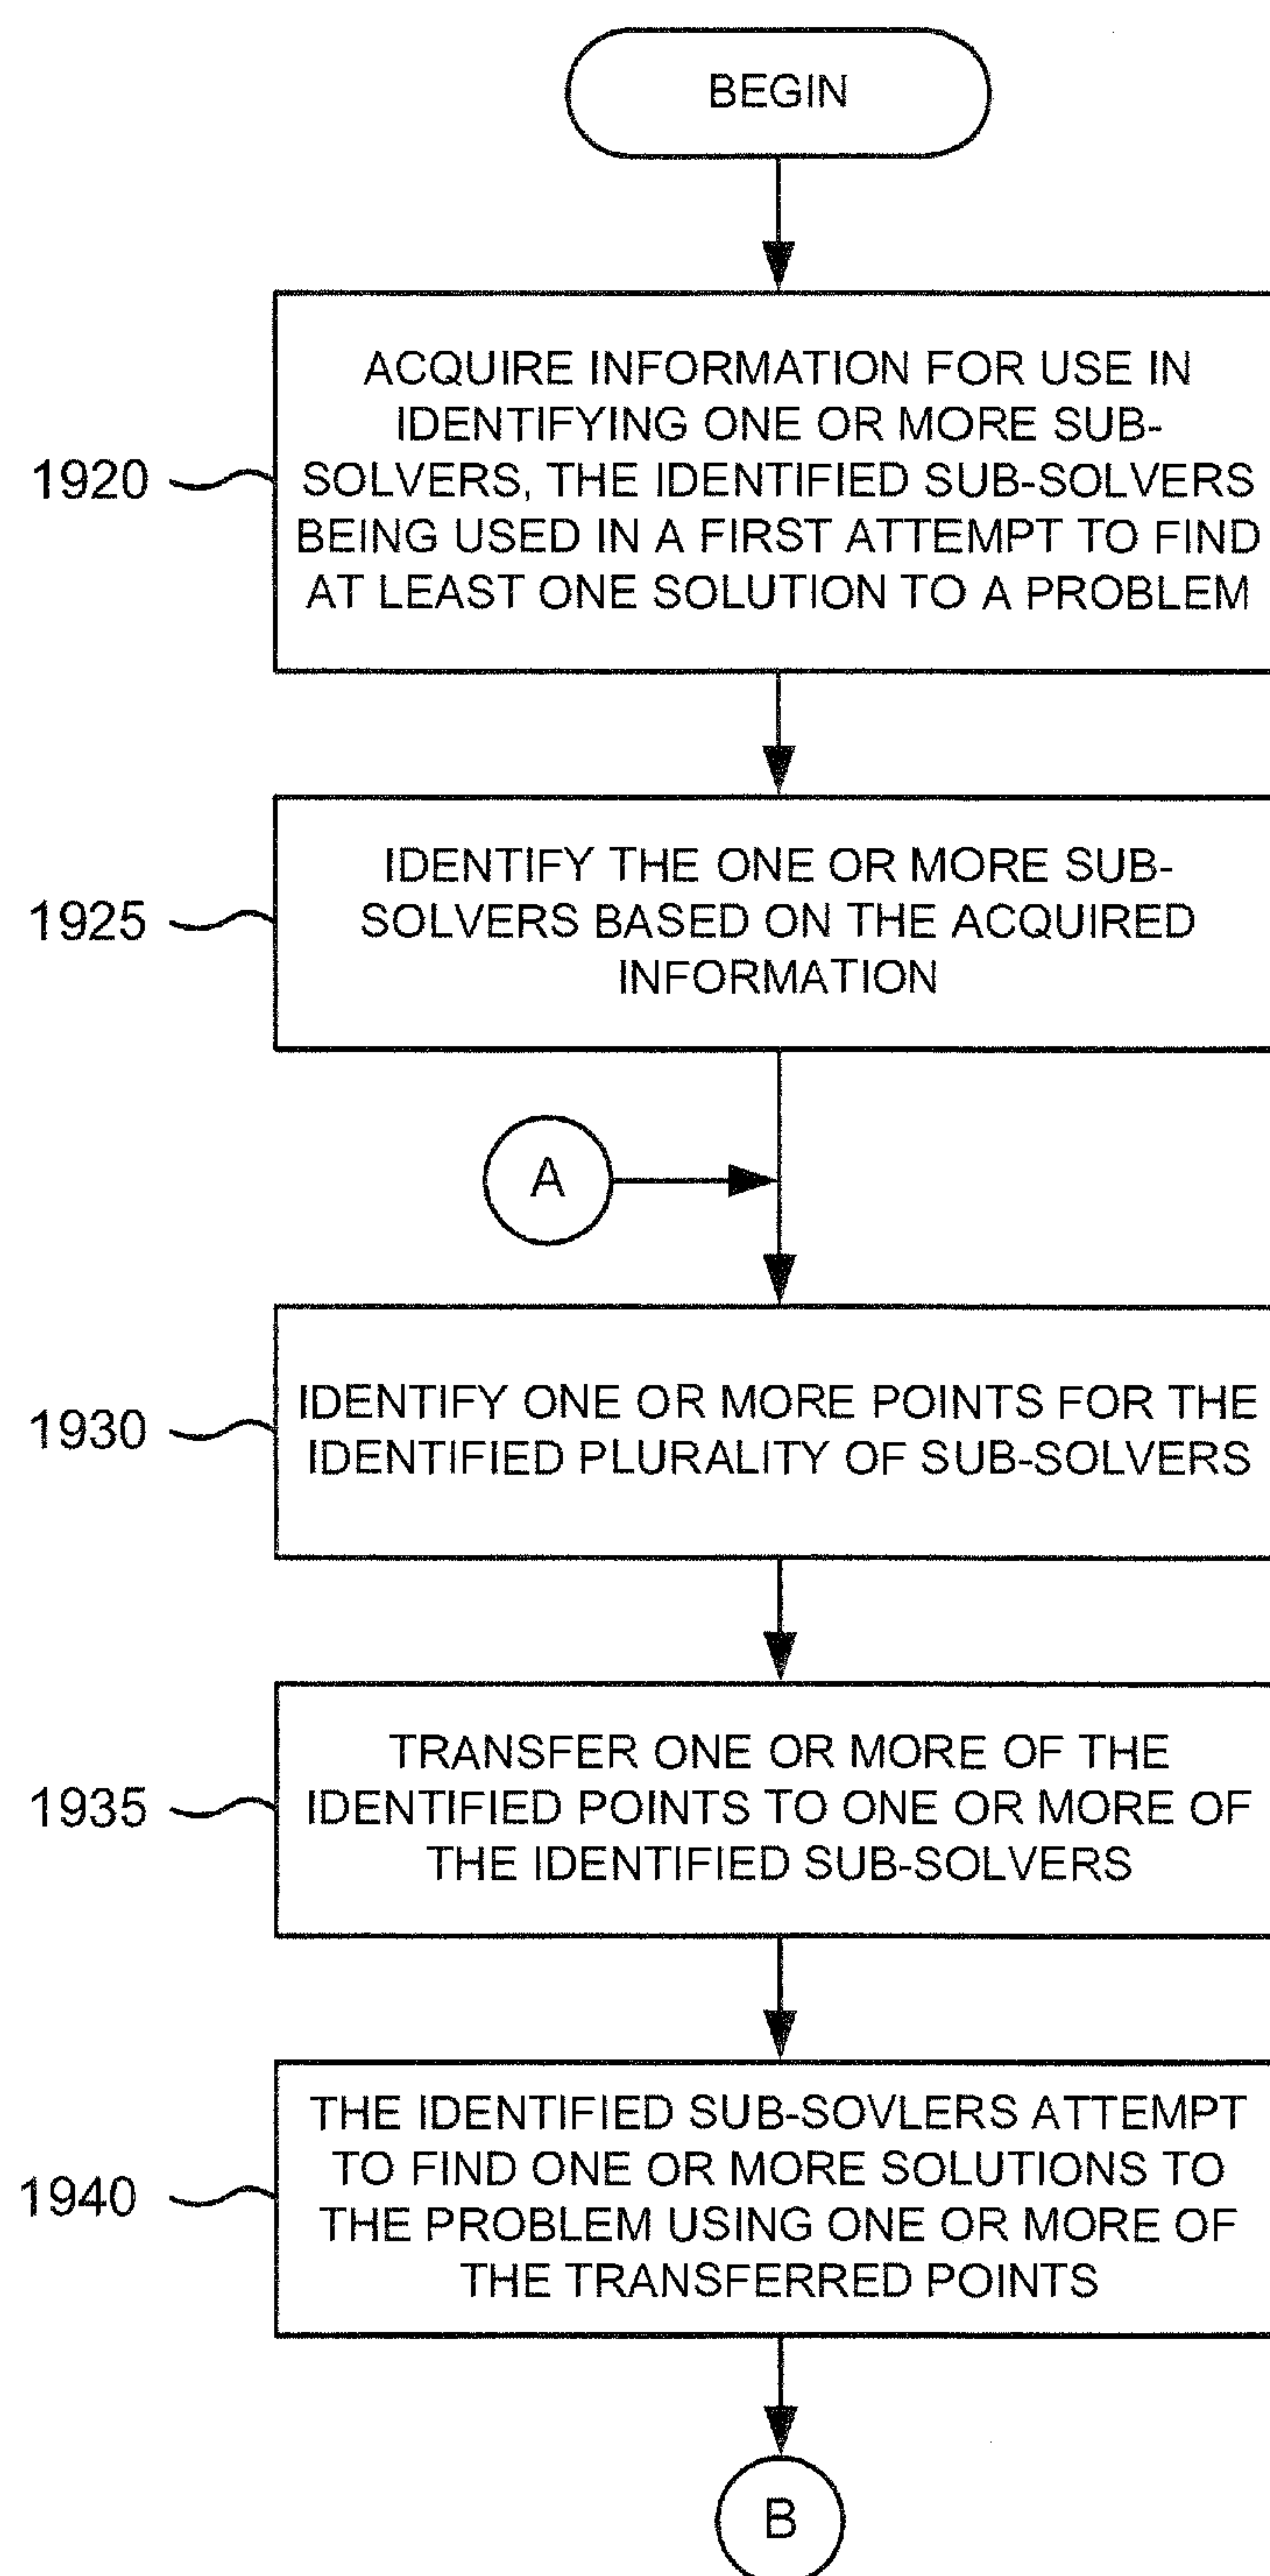 BEGIN
1920
ACQUIRE INFORMATION FOR USE IN
IDENTIFYING ONE OR MORE SUB-
SOLVERS, THE IDENTIFIED SUB-SOLVERS
BEING USED IN A FIRST ATTEMPT TO FIND
AT LEAST ONE SOLUTION TO A PROBLEM
1925
IDENTIFY THE ONE OR MORE SUB-
SOLVERS BASED ON THE ACQUIRED
INFORMATION
A
1930
IDENTIFY ONE OR MORE POINTS FOR THE
IDENTIFIED PLURALITY OF SUB-SOLVERS
1935
TRANSFER ONE OR MORE OF THE
IDENTIFIED POINTS TO ONE OR MORE OF
THE IDENTIFIED SUB-SOLVERS
1940
THE IDENTIFIED SUB-SOVLERS ATTEMPT
TO FIND ONE OR MORE SOLUTIONS TO
THE PROBLEM USING ONE OR MORE OF
THE TRANSFERRED POINTS
B